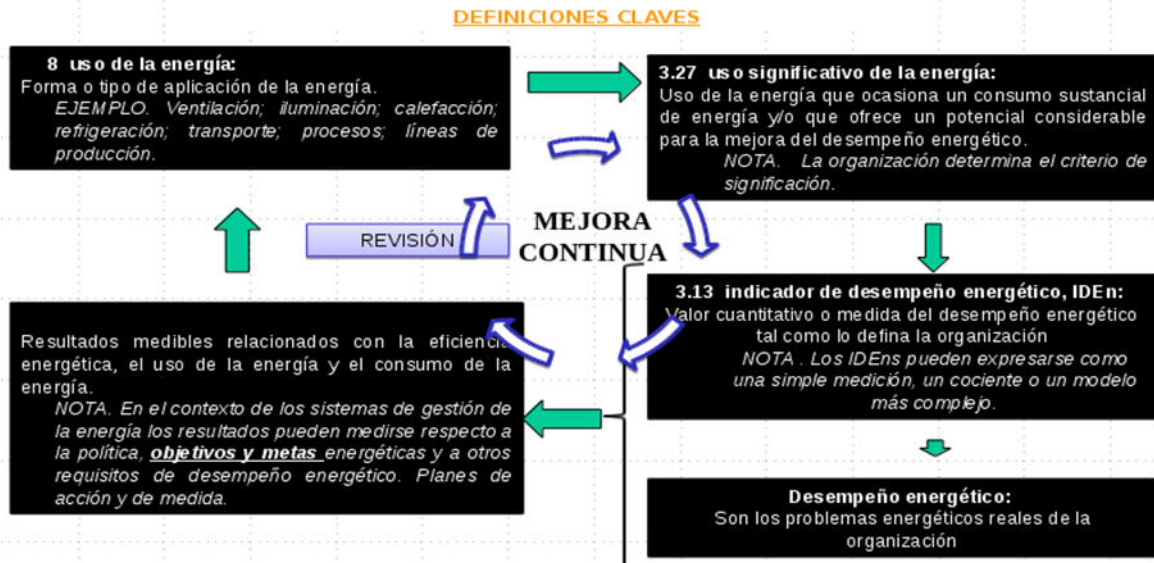 DEFINICIONES CLAVES
8 uso de la energía:
Forma o tipo de aplicación de la energía.
EJEMPLO. Ventilación; iluminación; calefacción;
refrigeración; transporte; procesos; líneas de
producción.
3.27 uso significativo de la energía:
Uso de la energía que ocasiona un consumo sustancial
de energía y/o que ofrece un potencial considerable
para la mejora del desempeño energético.
NOTA. La organización determina el criterio de
significación.
REVISIÓN
MEJORA
CONTINUA
3.13 indicador de desempeño energético, IDEn:
Valor cuantitativo o medida del desempeño energético
tal como lo defina la organización
NOTA . Los IDEns pueden expresarse como
una simple medición, un cociente o un modelo
más complejo.
Resultados medibles relacionados con la eficiencia
energética, el uso de la energía y el consumo de la
energía.
NOTA. En el contexto de los sistemas de gestión de
la energía los resultados pueden medirse respecto a
la política, objetivos y metas energéticas y a otros
requisitos de desempeño energético. Planes de
acción y de medida.
Desempeño energético:
Son los problemas energéticos reales de la
organización